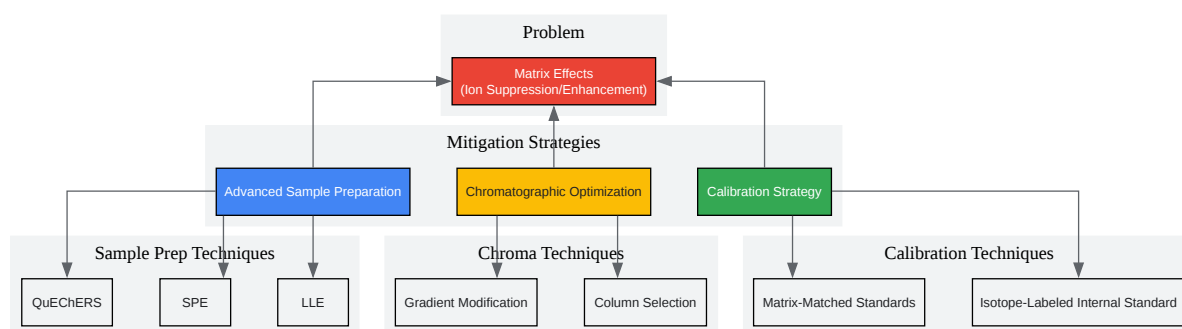 Problem
Matrix Effects
(Ion Suppression/Enhancement)
Mitigation Strategies
Advanced Sample Preparation
Chromatographic Optimization
Calibration Strategy
Sample Prep Techniques
Chroma Techniques
Calibration Techniques
QuEChERS
SPE
LLE
Gradient Modification
Column Selection
Matrix-Matched Standards
Isotope-Labeled Internal Standard